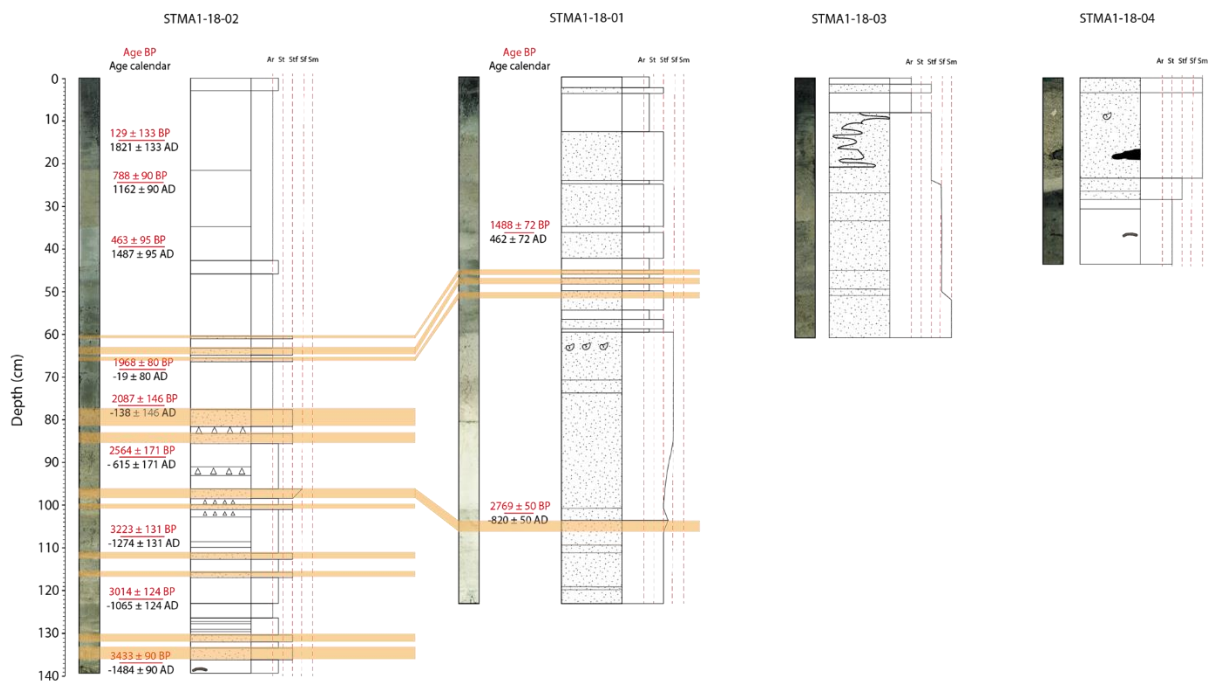 STMA1-18-02
STMA1-18-01
STMA1-18-03
STMA1-18-04
Age BP
Age calendar
Ar St Stf Sf Sm
Age BP
Age calendar
Ar St Stf Sf Sm
Ar St Stf Sf Sm
Ar St Stf Sf Sm
Depth (cm)
0
10
20
30
40
50
60
70
80
90
100
110
120
130
140
129 ± 133 BP
1821 ± 133 AD
788 ± 90 BP
1162 ± 90 AD
463 ± 95 BP
1487 ± 95 AD
1968 ± 80 BP
-19 ± 80 AD
2087 ± 146 BP
-138 ± 146 AD
2564 ± 171 BP
- 615 ± 171 AD
3223 ± 131 BP
-1274 ± 131 AD
3014 ± 124 BP
-1065 ± 124 AD
3433 ± 90 BP
-1484 ± 90 AD
1488 ± 72 BP
462 ± 72 AD
2769 ± 50 BP
-820 ± 50 AD